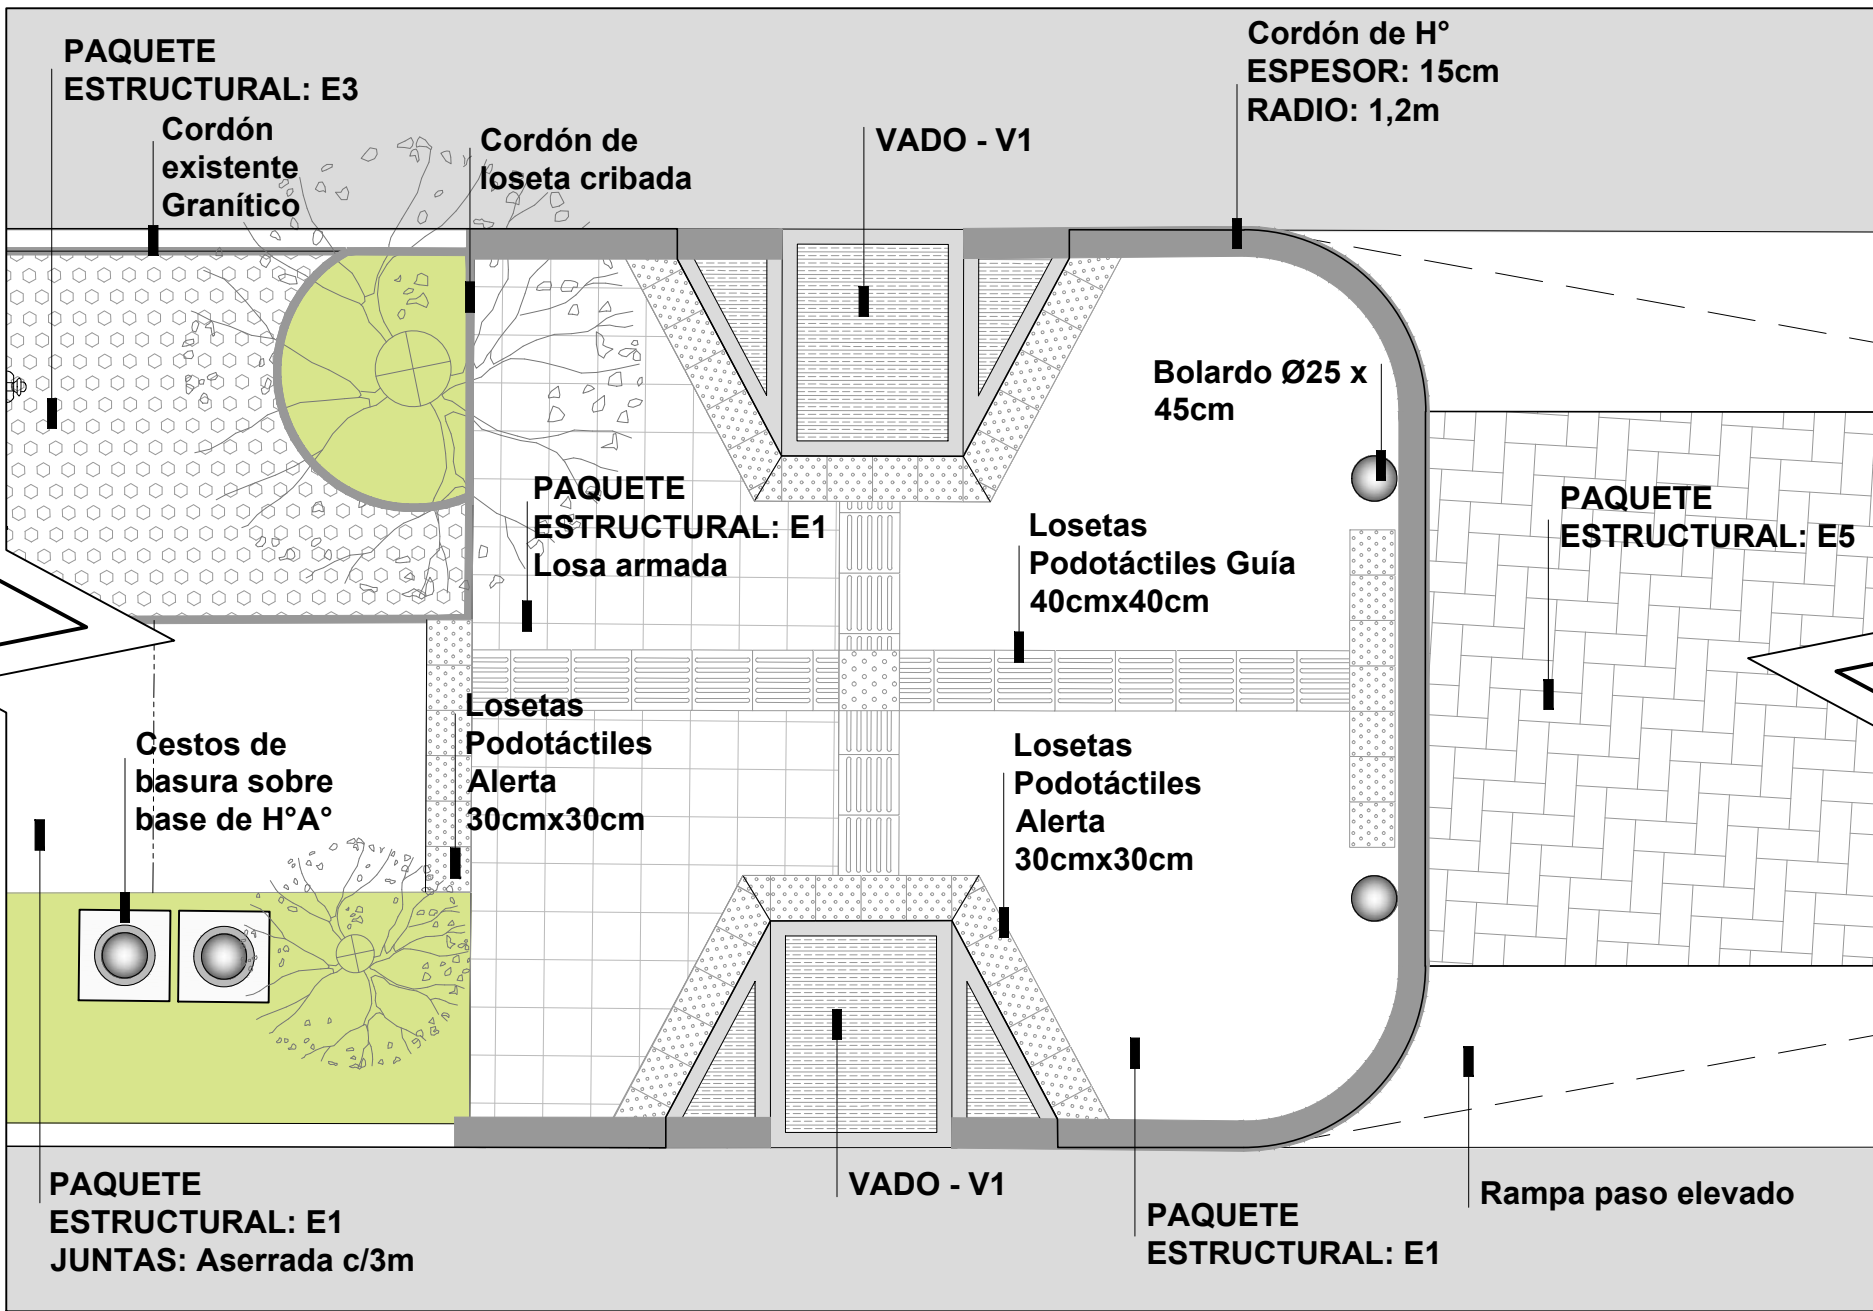 PAQUETE
ESTRUCTURAL: E3
Cordón
existente
Granítico
Cordón de
loseta cribada
VADO - V1
Cordón de H°
ESPESOR: 15cm
RADIO: 1,2m
Bolardo Ø25 x
45cm
PAQUETE
ESTRUCTURAL: E1
Losa armada
Losetas
Podotáctiles Guía
40cmx40cm
PAQUETE
ESTRUCTURAL: E5
Cestos de
basura sobre
base de H°A°
Losetas
Podotáctiles
Alerta
30cmx30cm
Losetas
Podotáctiles
Alerta
30cmx30cm
PAQUETE
ESTRUCTURAL: E1
JUNTAS: Aserrada c/3m
VADO - V1
PAQUETE
ESTRUCTURAL: E1
Rampa paso elevado